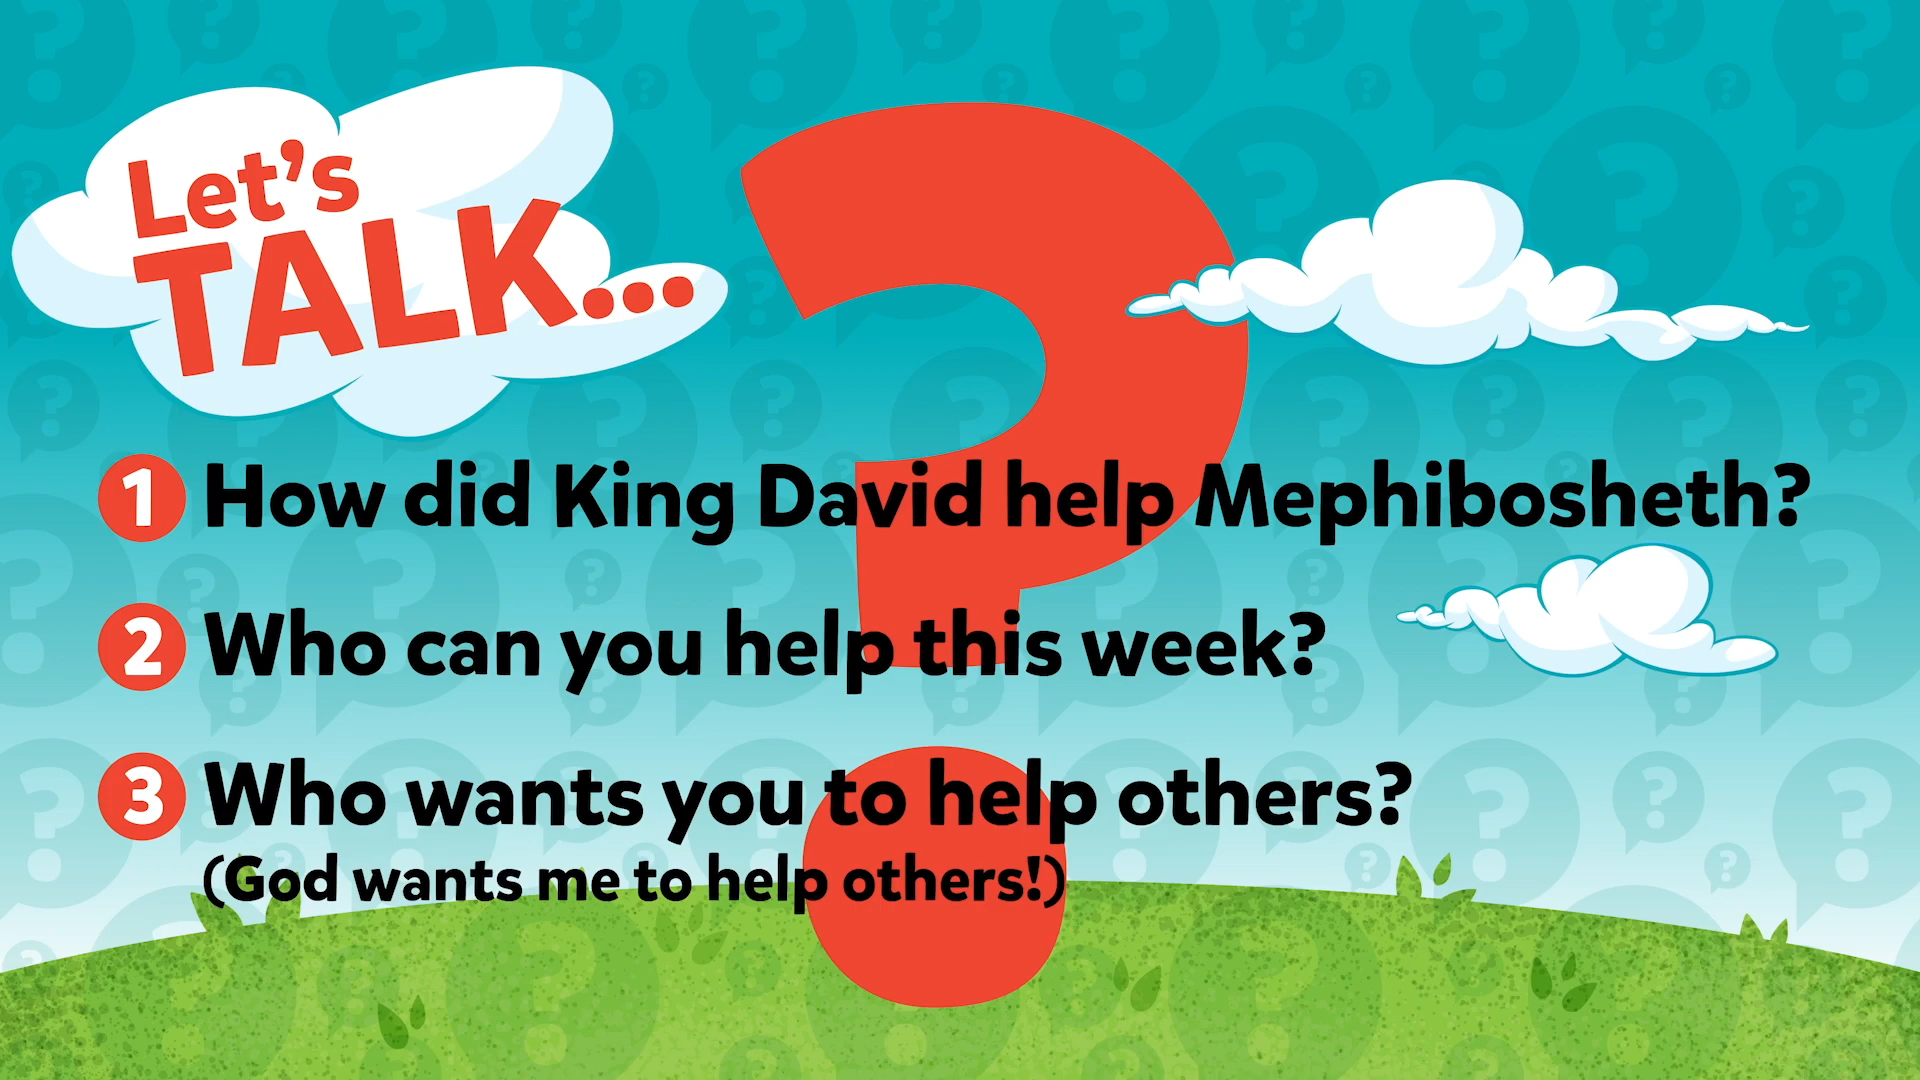 Let's
TALK...
1 How did King David help Mephibosheth?
2 Who can you help this week?
3 Who wants you to help others?
(God wants me to help others!)